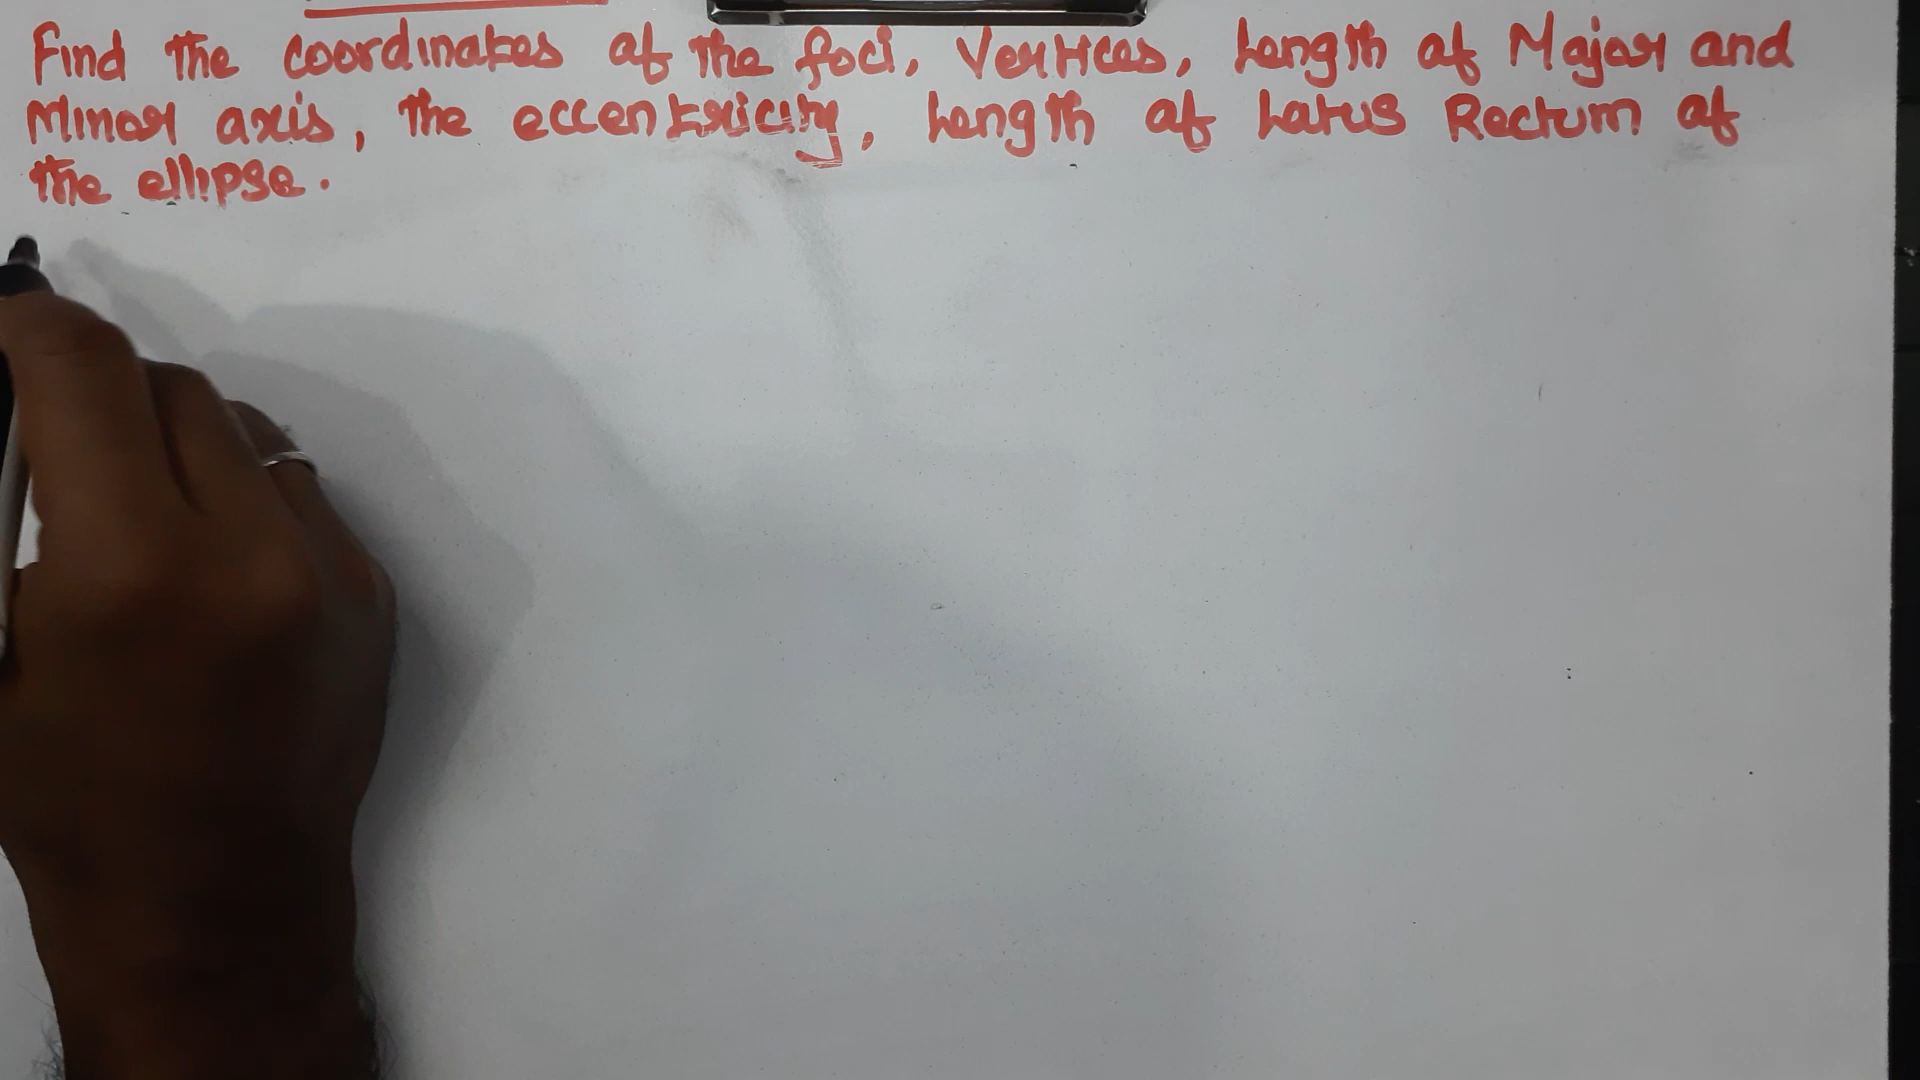 Find the coordinates of the foci, Vertices, Length of Major and
Minor axis, the eccentricity, Length of Latus Rectum of
the ellipse.